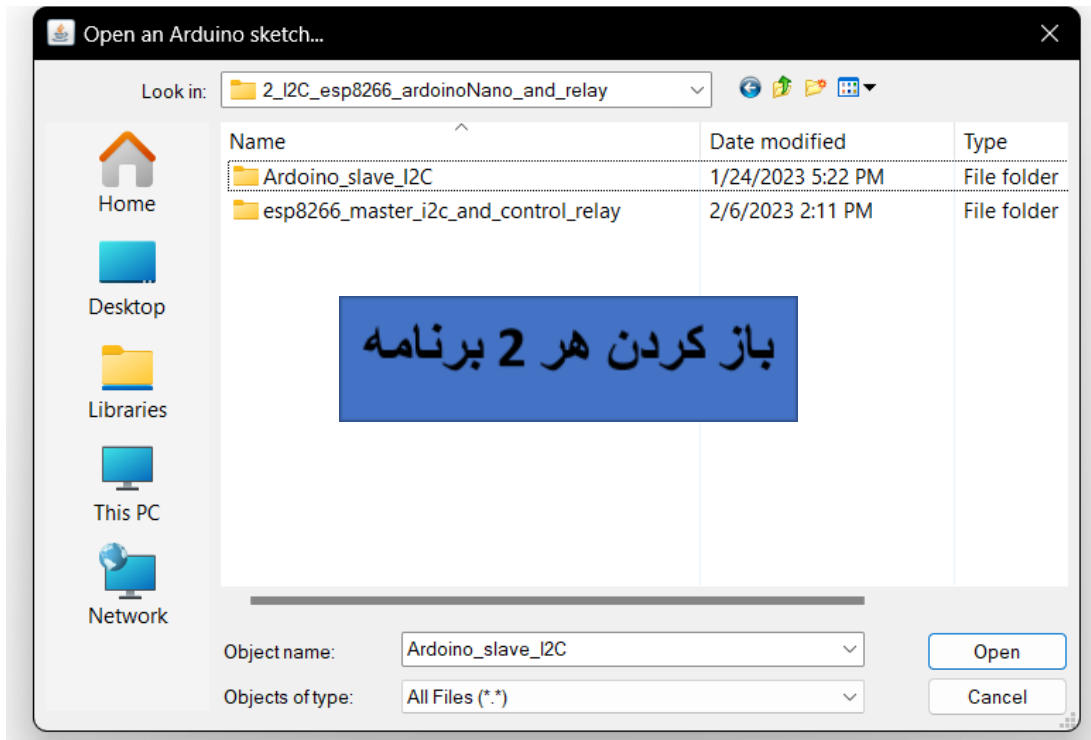 Open an Arduino sketch...
Look in: 2_I2C_esp8266_ardoinoNano_and_relay
Name Date modified Type
Ardoino_slave_I2C 1/24/2023 5:22 PM File folder
esp8266_master_i2c_and_control_relay 2/6/2023 2:11 PM File folder
Home
Desktop
Libraries
This PC
Network
باز کردن هر 2 برنامه
Object name: Ardoino_slave_I2C Open
Objects of type: All Files (*.*) Cancel